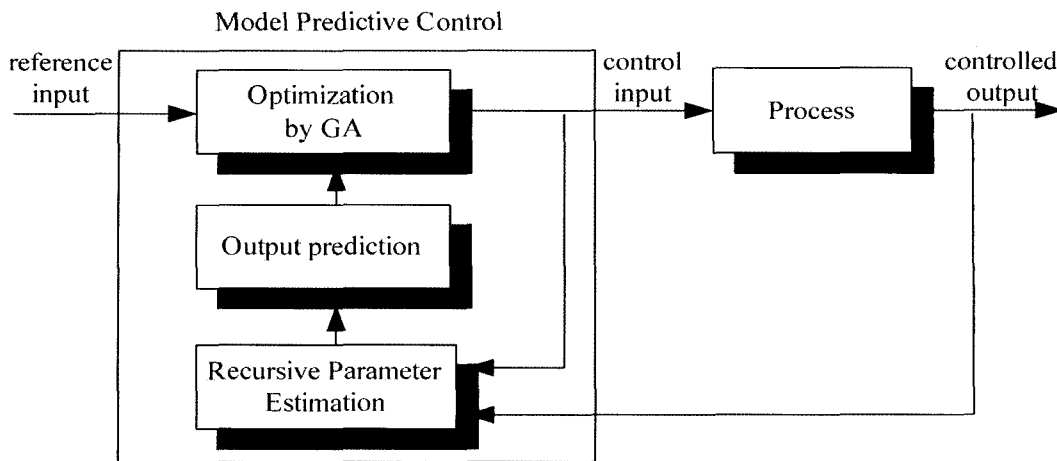 Model Predictive Control
reference
input
Optimization
by GA
control
input
Process
controlled
output
Output prediction
Recursive Parameter
Estimation